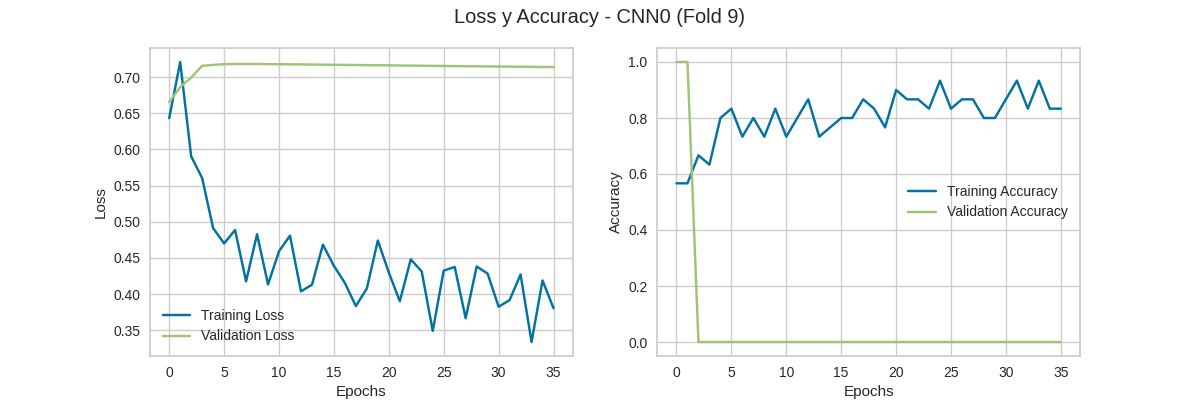 Loss y Accuracy - CNN0 (Fold 9)
Loss
0.70
0.65
0.60
0.55
0.50
0.45
0.40
0.35
Training Loss
Validation Loss
0 5 10 15 20 25 30 35
Epochs
Accuracy
1.0
0.8
0.6
0.4
0.2
0.0
Training Accuracy
Validation Accuracy
0 5 10 15 20 25 30 35
Epochs